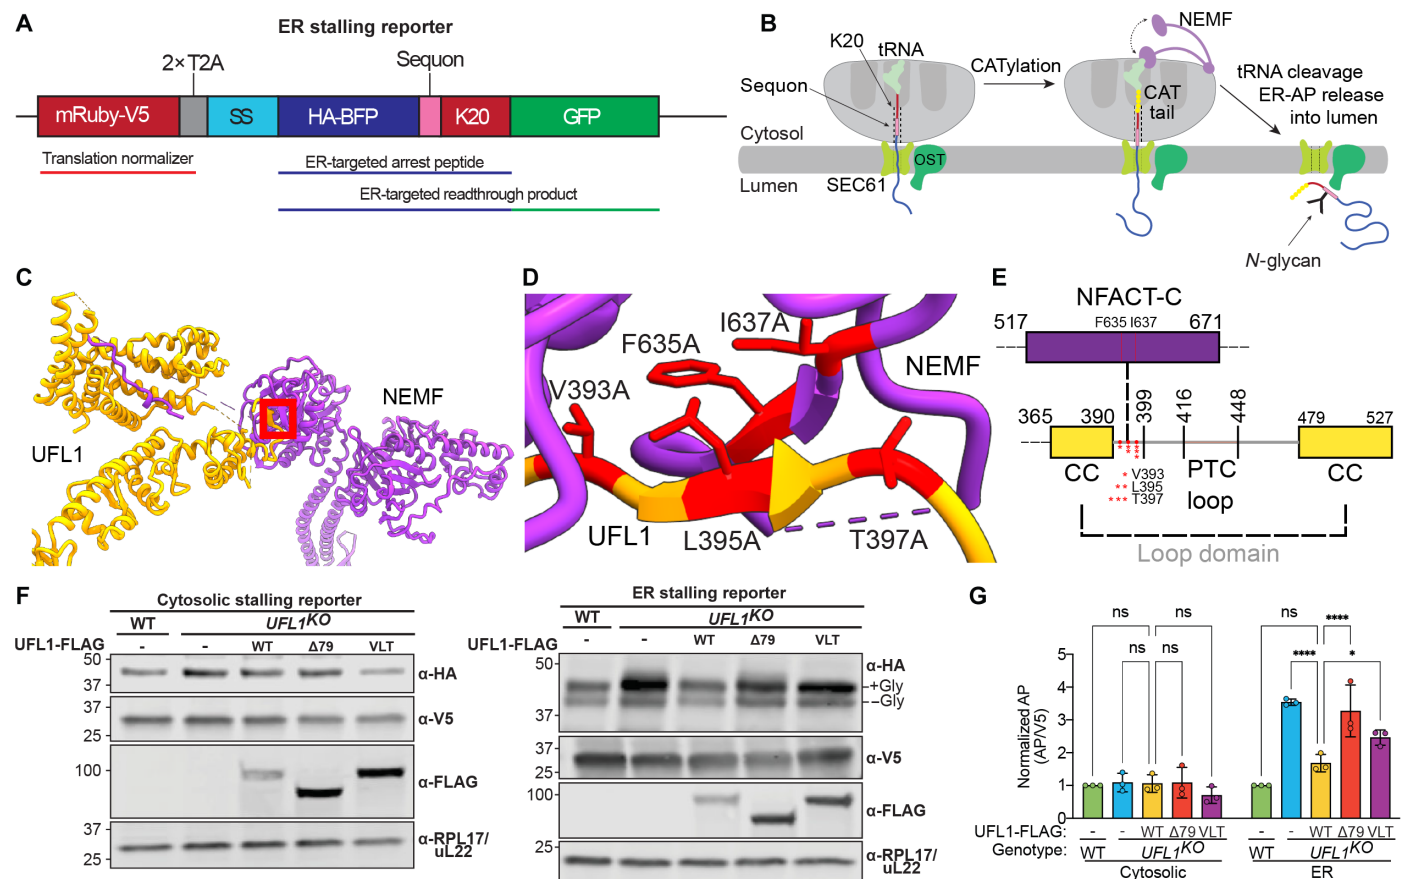 A
ER stalling reporter
2× T2A
Sequon
mRuby-V5
SS
HA-BFP
K20
GFP
Translation normalizer
ER-targeted arrest peptide
ER-targeted readthrough product
B
NEMF
K20
tRNA
CATylation
Sequon
CAT
tail
tRNA cleavage
ER-AP release
into lumen
Cytosol
OST
Lumen
SEC61
N-glycan
C
NEMF
UFL1
D
I637A
F635A
V393A
NEMF
UFL1
L395A
T397A
E
NFACT-C
517
F635 I637
671
365
390
399
416
448
479
527
CC
PTC
loop
CC
* V393
** L395
*** T397
Loop domain
F
Cytosolic stalling reporter
WT
UFL1KO
UFL1-FLAG
-
-
WT
Δ79
VLT
50
37
α-HA
37
25
α-V5
100
α-FLAG
37
25
α-RPL17/
uL22
ER stalling reporter
WT
UFL1KO
UFL1-FLAG
-
-
WT
Δ79
VLT
50
37
α-HA
+Gly
−Gly
37
25
α-V5
100
α-FLAG
25
α-RPL17/
uL22
G
ns
ns
ns
ns
ns
****
****
*
Normalized AP
(AP/V5)
5
4
3
2
1
0
UFL1-FLAG:
-
-
WT
Δ79
VLT
-
-
WT
Δ79
VLT
Genotype:
WT
UFL1KO
WT
UFL1KO
Cytosolic
ER